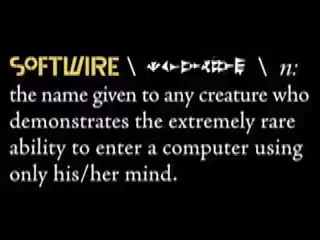 SOFTWIRE \ \ n:
the name given to any creature who
demonstrates the extremely rare
ability to enter a computer using
only his/her mind.